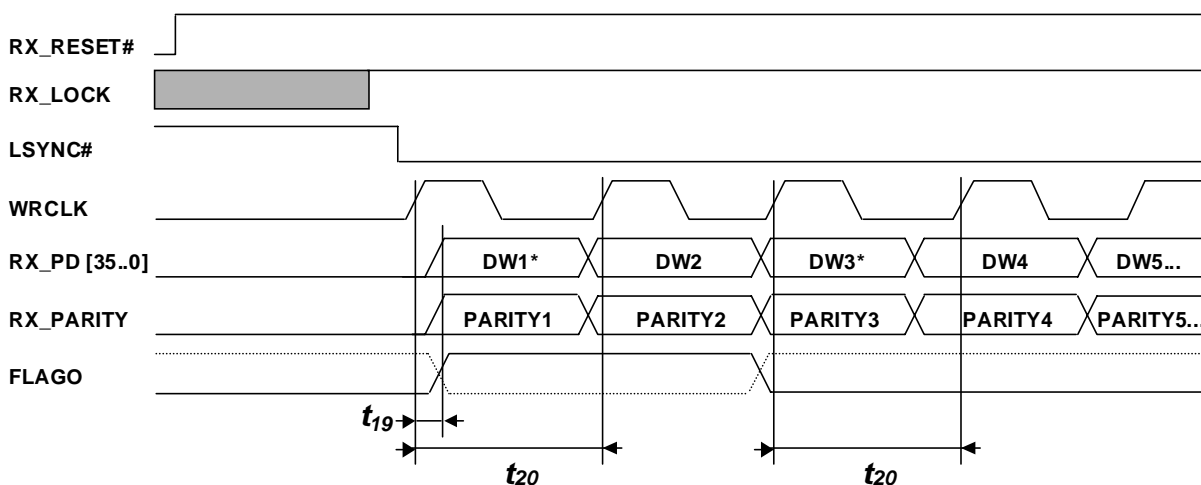 RX_RESET#
RX_LOCK
LSYNC#
WRCLK
RX_PD [35..0] DW1* DW2 DW3* DW4 DW5...
RX_PARITY PARITY1 PARITY2 PARITY3 PARITY4 PARITY5...
FLAGO
t19
t20 t20